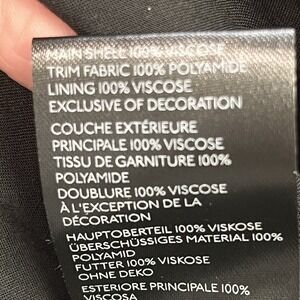 MAIN SHELL 100% VISCOSE
TRIM FABRIC 100% POLYAMIDE
LINING 100% VISCOSE
EXCLUSIVE OF DECORATION
COUCHE EXTÉRIEURE
PRINCIPALE 100% VISCOSE
TISSU DE GARNITURE 100%
POLYAMIDE
DOUBLURE 100% VISCOSE
À L'EXCEPTION DE LA
DÉCORATION
HAUPTOBERTEIL 100% VISKOSE
ÜBERSCHÜSSIGES MATERIAL 100%
POLYAMID
FUTTER 100% VISKOSE
OHNE DEKO
ESTERIORE PRINCIPALE 100%
VISCOSA